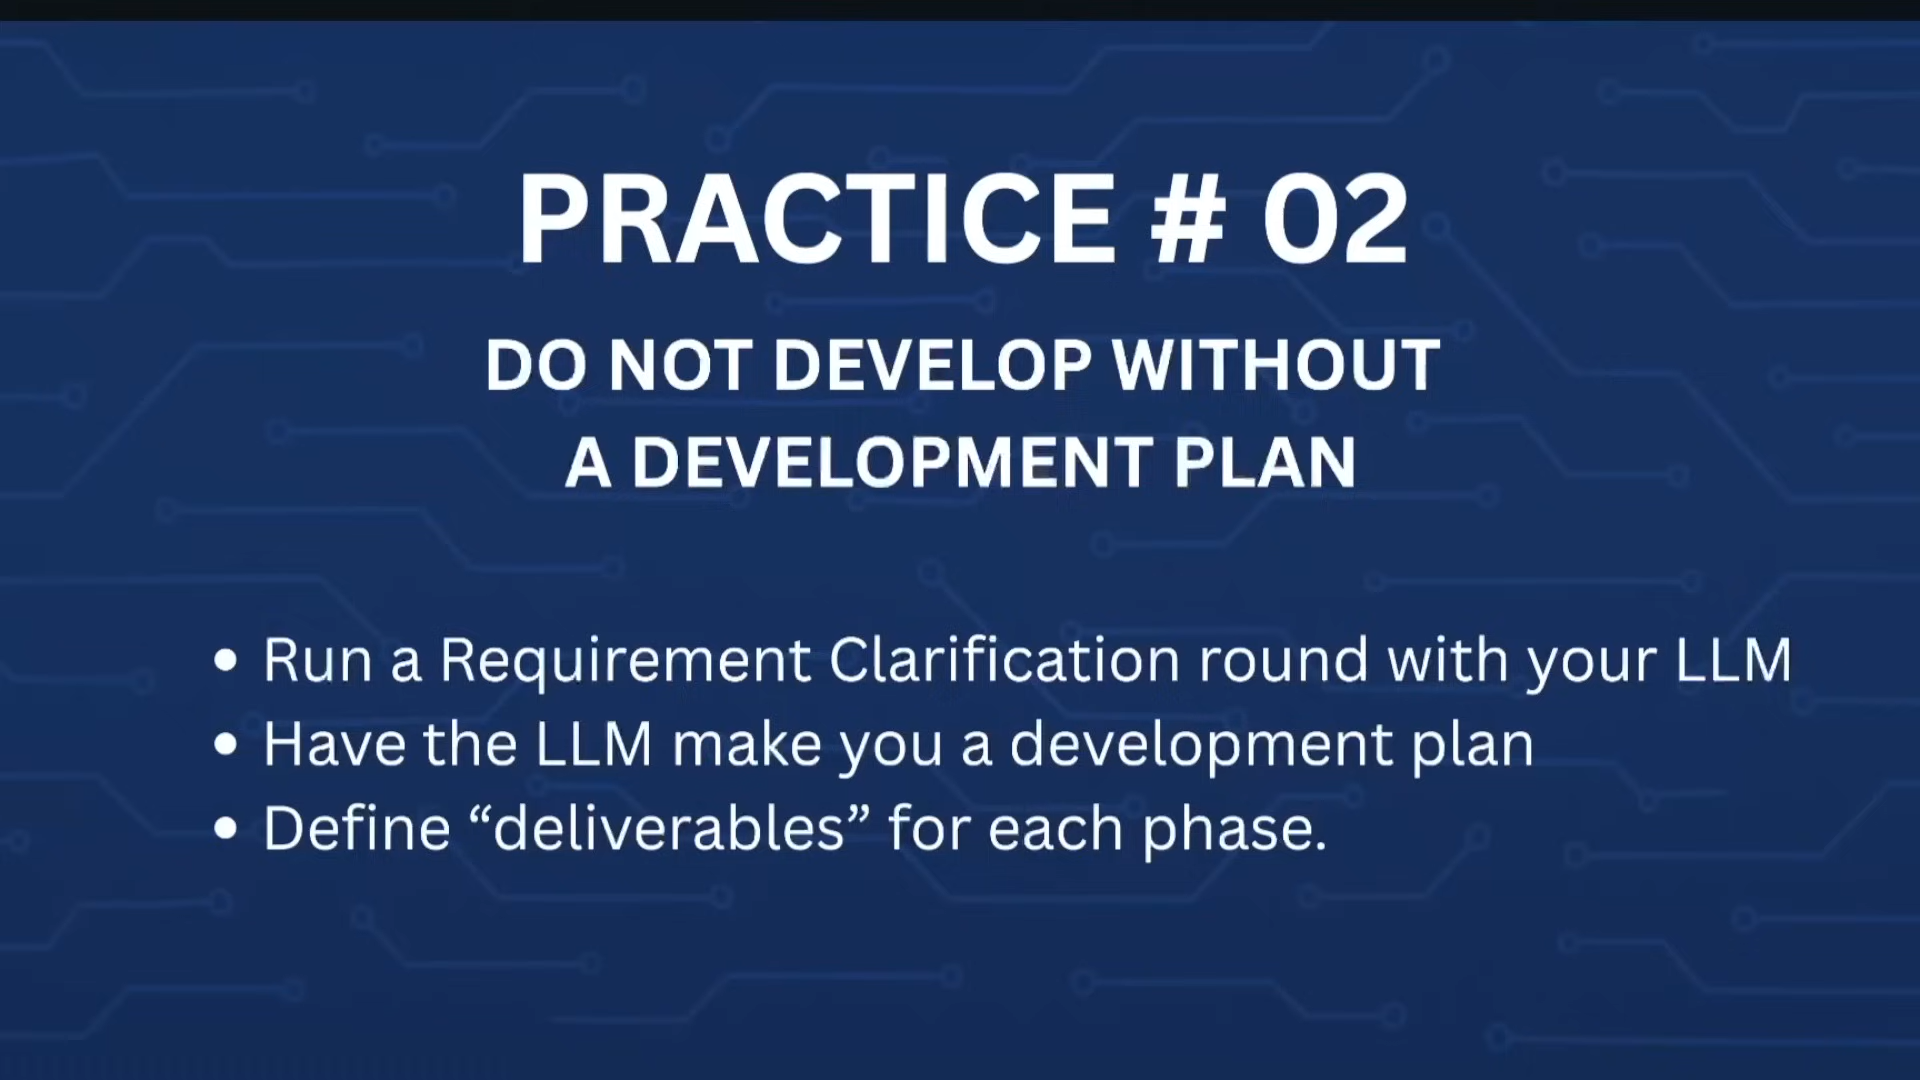 PRACTICE # 02
DO NOT DEVELOP WITHOUT
A DEVELOPMENT PLAN
• Run a Requirement Clarification round with your LLM
• Have the LLM make you a development plan
• Define “deliverables” for each phase.